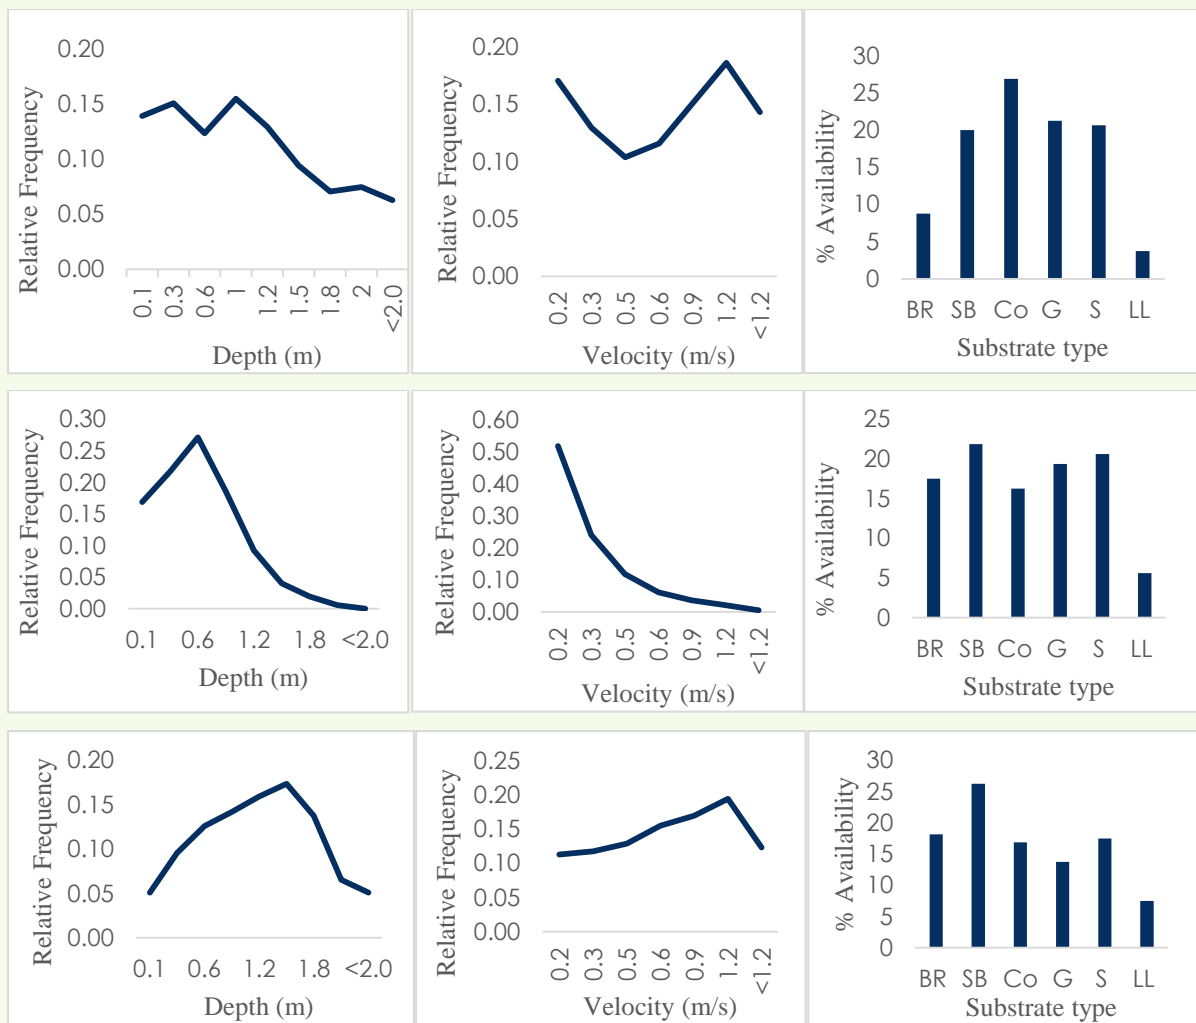 Relative Frequency
0.20
0.15
0.10
0.05
0.00
0.1 0.3 0.6 1 1.2 1.5 1.8 2 <2.0
Depth (m)
Relative Frequency
0.20
0.15
0.10
0.05
0.00
0.2 0.3 0.5 0.6 0.9 1.2 <1.2
Velocity (m/s)
% Availability
30
25
20
15
10
5
0
BR SB Co G S LL
Substrate type
Relative Frequency
0.30
0.25
0.20
0.15
0.10
0.05
0.00
0.1 0.6 1.2 1.8 <2.0
Depth (m)
Relative Frequency
0.60
0.50
0.40
0.30
0.20
0.10
0.00
0.2 0.3 0.5 0.6 0.9 1.2 <1.2
Velocity (m/s)
% Availability
25
20
15
10
5
0
BR SB Co G S LL
Substrate type
Relative Frequency
0.20
0.15
0.10
0.05
0.00
0.1 0.6 1.2 1.8 <2.0
Depth (m)
Relative Frequency
0.25
0.20
0.15
0.10
0.05
0.00
0.2 0.3 0.5 0.6 0.9 1.2 <1.2
Velocity (m/s)
% Availability
30
25
20
15
10
5
0
BR SB Co G S LL
Substrate type